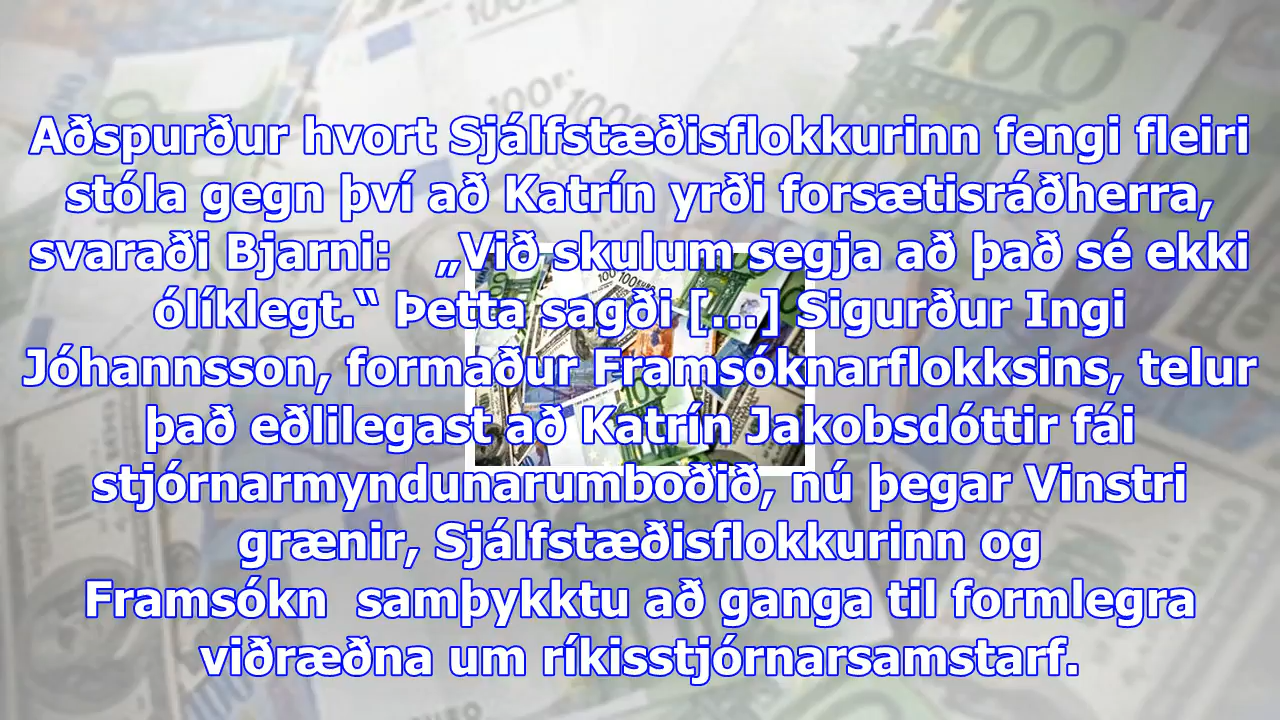 Aðspurður hvort Sjálfstæðisflokkurinn fengi fleiri
stóla gegn því að Katrín yrði forsætisráðherra,
svaraði Bjarni:   „Við skulum segja að það sé ekki
ólíklegt.“ Þetta sagði [...] Sigurður Ingi
Jóhannsson, formaður Framsóknarflokksins, telur
það eðlilegast að Katrín Jakobsdóttir fái
stjórnarmyndunarumboðið, nú þegar Vinstri
grænir, Sjálfstæðisflokkurinn og
Framsókn  samþykktu að ganga til formlegra
viðræðna um ríkisstjórnarsamstarf.